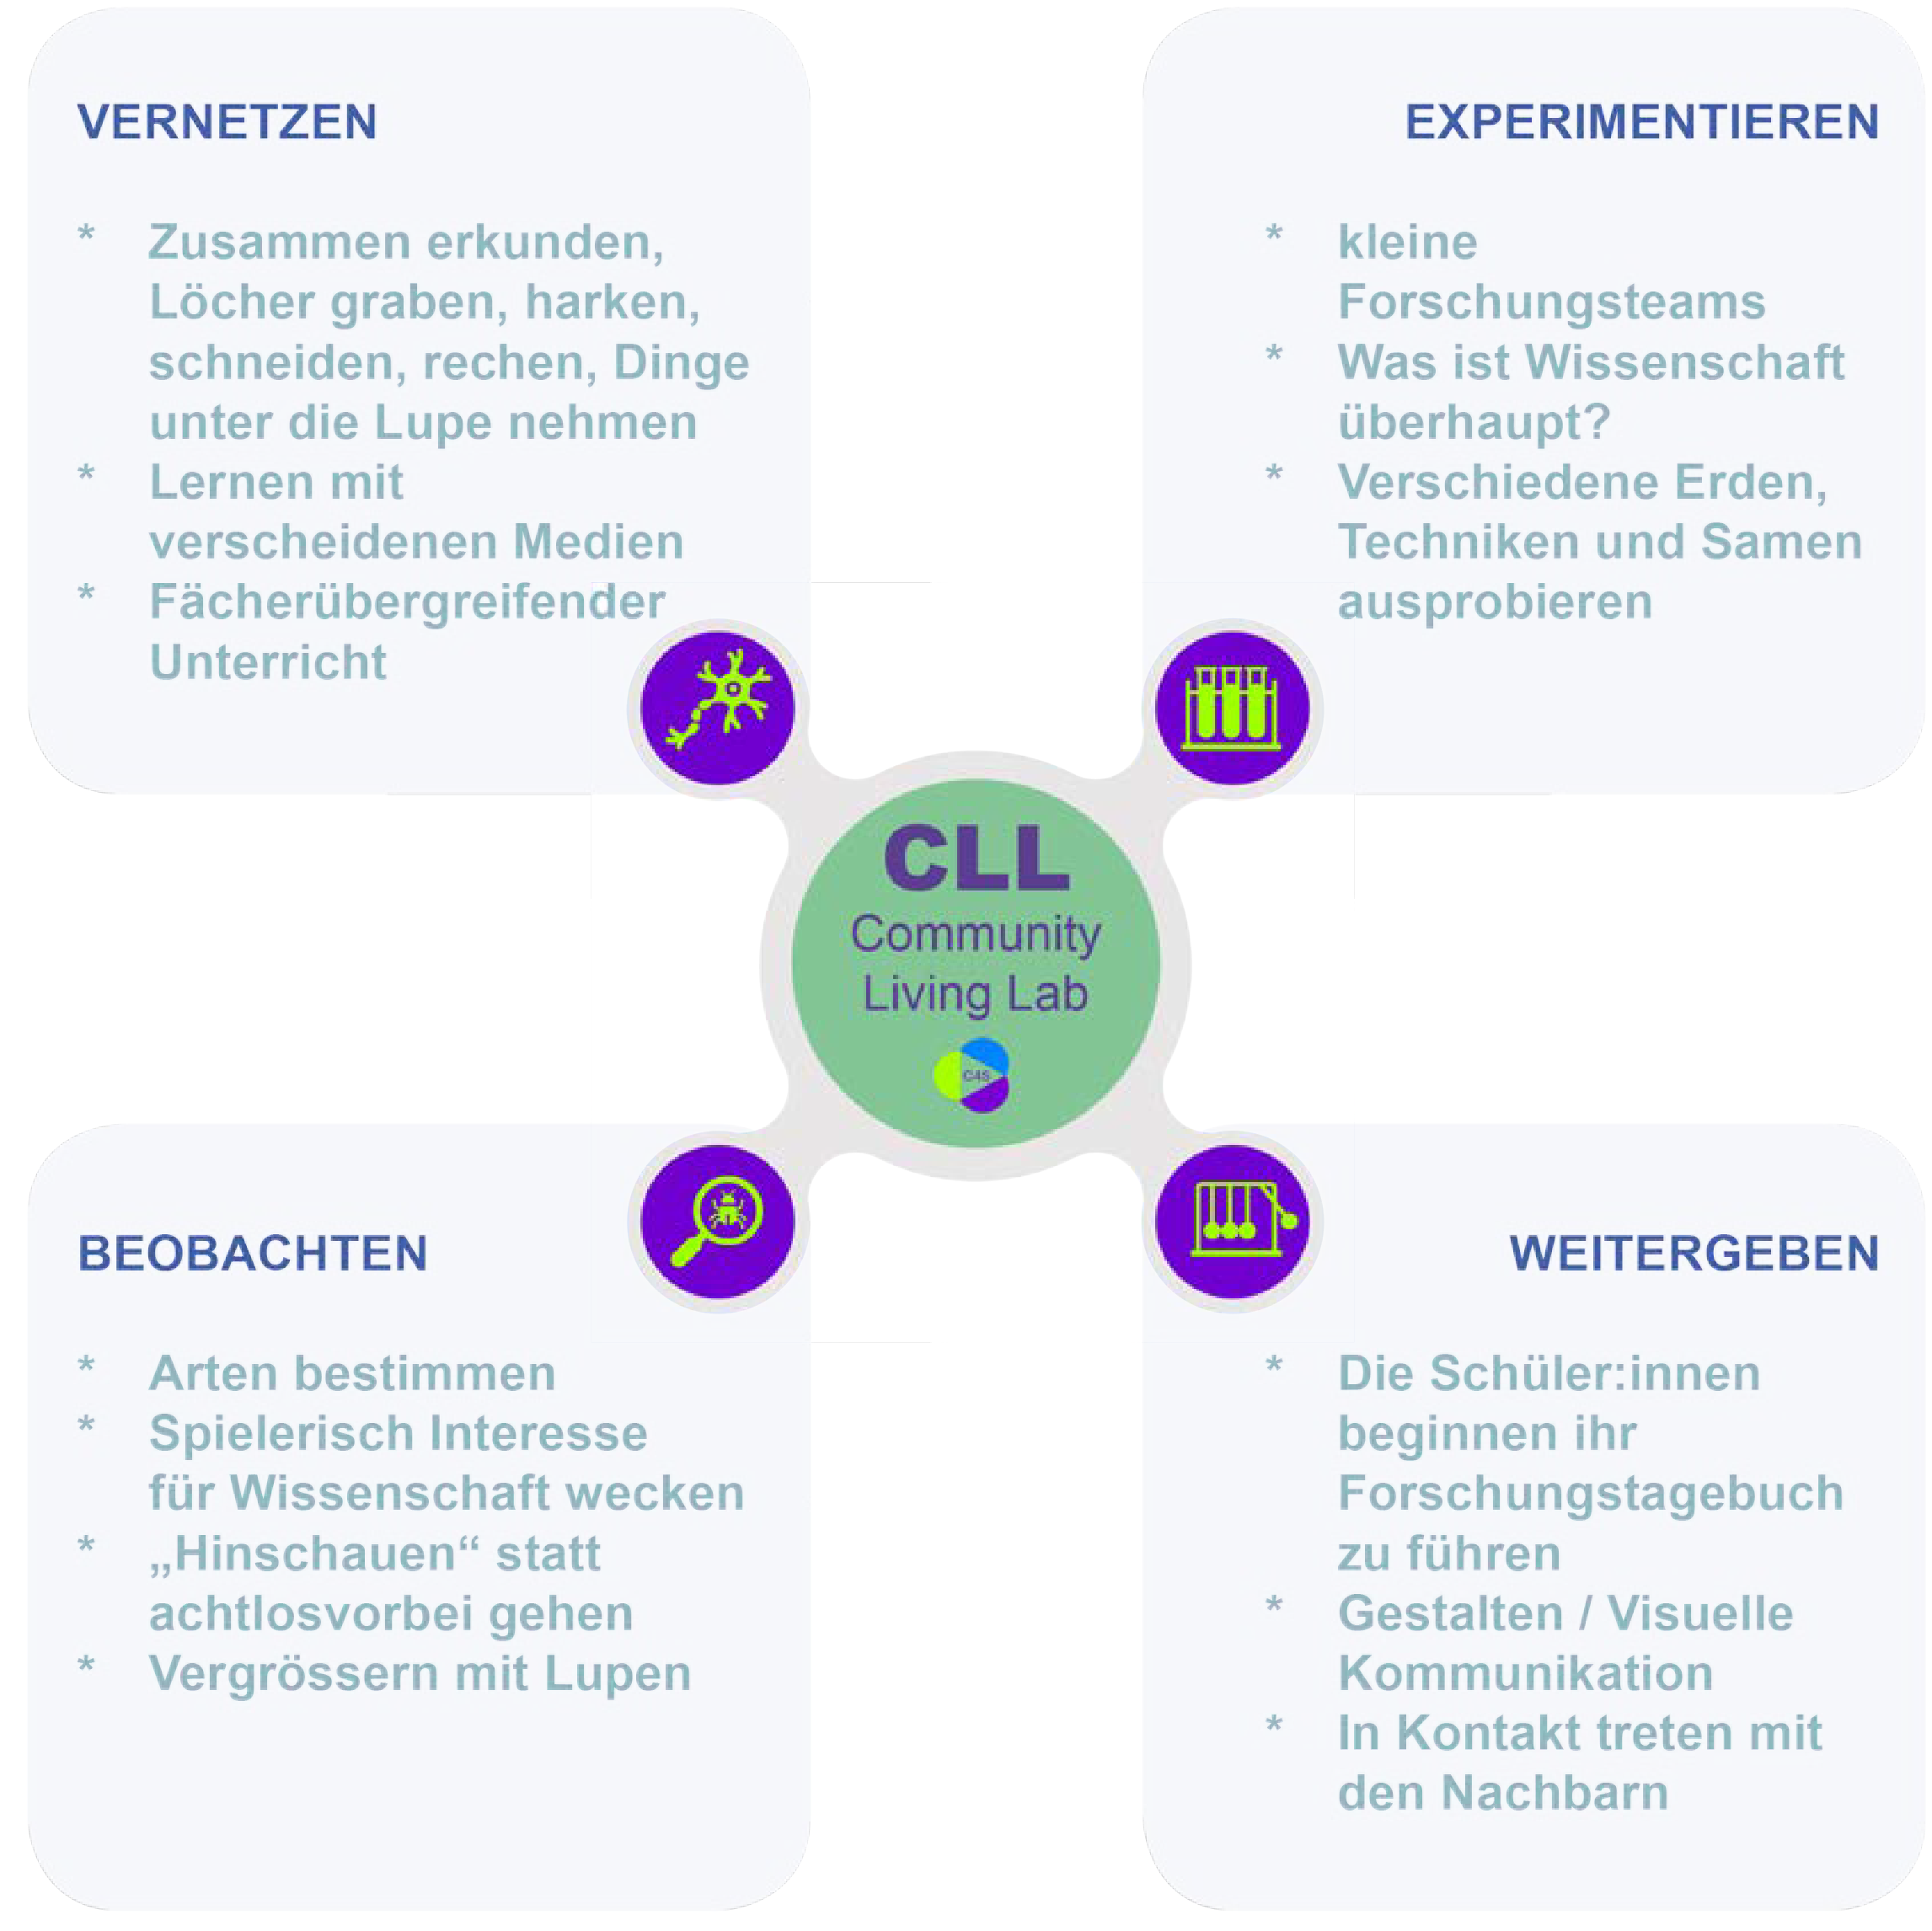 VERNETZEN
* Zusammen erkunden,
Löcher graben, harken,
schneiden, rechen, Dinge
unter die Lupe nehmen
* Lernen mit
verscheidenen Medien
* Fächerübergreifender
Unterricht
EXPERIMENTIEREN
* kleine
Forschungsteams
* Was ist Wissenschaft
überhaupt?
* Verschiedene Erden,
Techniken und Samen
ausprobieren
CLL
Community
Living Lab
C4S
BEOBACHTEN
* Arten bestimmen
* Spielerisch Interesse
für Wissenschaft wecken
* „Hinschauen“ statt
achtlosvorbei gehen
* Vergrössern mit Lupen
WEITERGEBEN
* Die Schüler:innen
beginnen ihr
Forschungstagebuch
zu führen
* Gestalten / Visuelle
Kommunikation
* In Kontakt treten mit
den Nachbarn